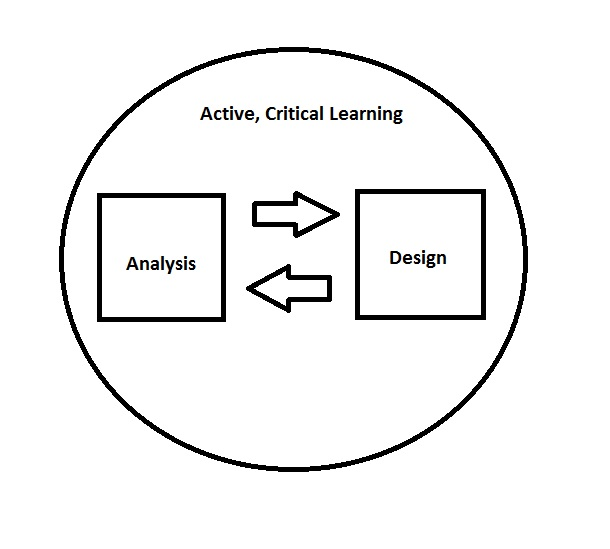 Active, Critical Learning
Analysis
Design